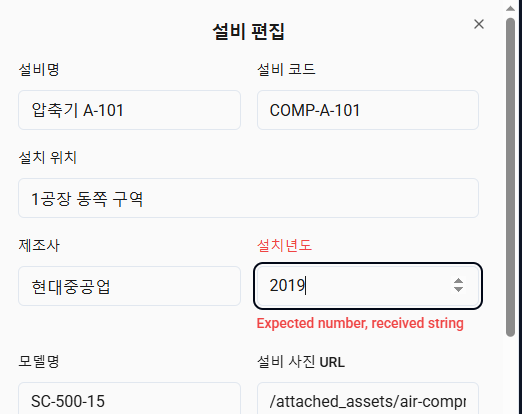 설비 편집
설비명 설비 코드
압축기 A-101 COMP-A-101
설치 위치
1공장 동쪽 구역
제조사 설치년도
현대중공업 2019
Expected number, received string
모델명 설비 사진 URL
SC-500-15 /attached_assets/air-compr